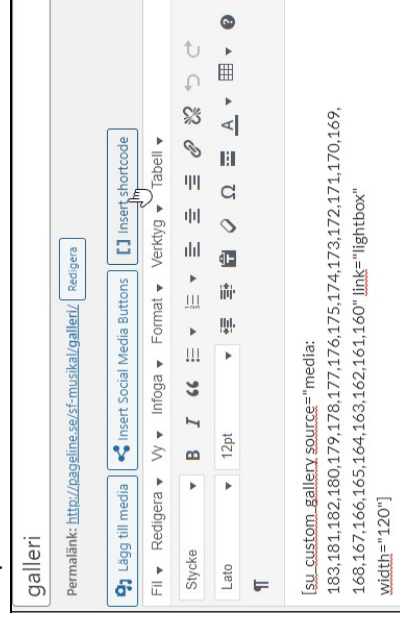 galleri
Permalänk: http://pageline.se/sf-musikal/galleri/ Redigera
Lägg till media Insert Social Media Buttons [] Insert shortcode
Fil Redigera Vy Infoga Format Verktyg Tabell
Stycke B I
Lato 12pt Ω A
¶
[su_custom_gallery source="media:
183,181,182,180,179,178,177,176,175,174,173,172,171,170,169,
168,167,166,165,164,163,162,161,160" link="lightbox"
width="120"]